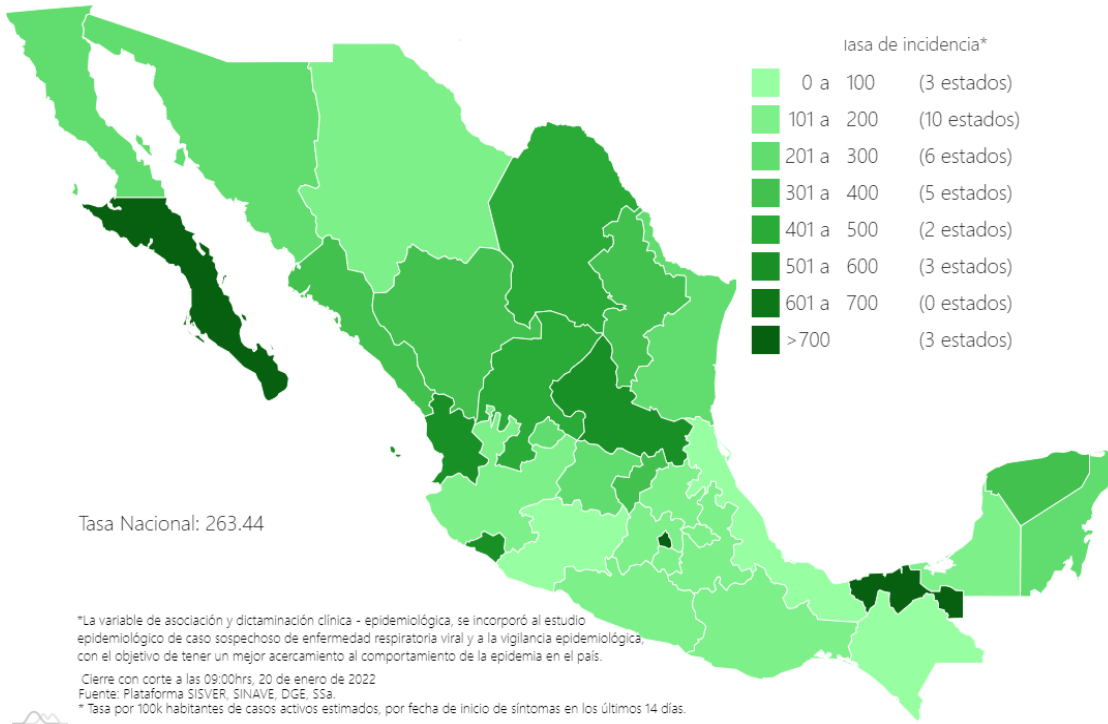 Tasa de incidencia*
0 a 100 (3 estados)
101 a 200 (10 estados)
201 a 300 (6 estados)
301 a 400 (5 estados)
401 a 500 (2 estados)
501 a 600 (3 estados)
601 a 700 (0 estados)
>700 (3 estados)
Tasa Nacional: 263.44
*La variable de asociación y dictaminación clínica - epidemiológica, se incorporó al estudio
epidemiológico de caso sospechoso de enfermedad respiratoria viral y a la vigilancia epidemiológica,
con el objetivo de tener un mejor acercamiento al comportamiento de la epidemia en el país.
Cierre con corte a las 09:00hrs, 20 de enero de 2022
Fuente: Plataforma SISVER, SINAVE, DGE, SSa.
* Tasa por 100k habitantes de casos activos estimados, por fecha de inicio de síntomas en los últimos 14 días.